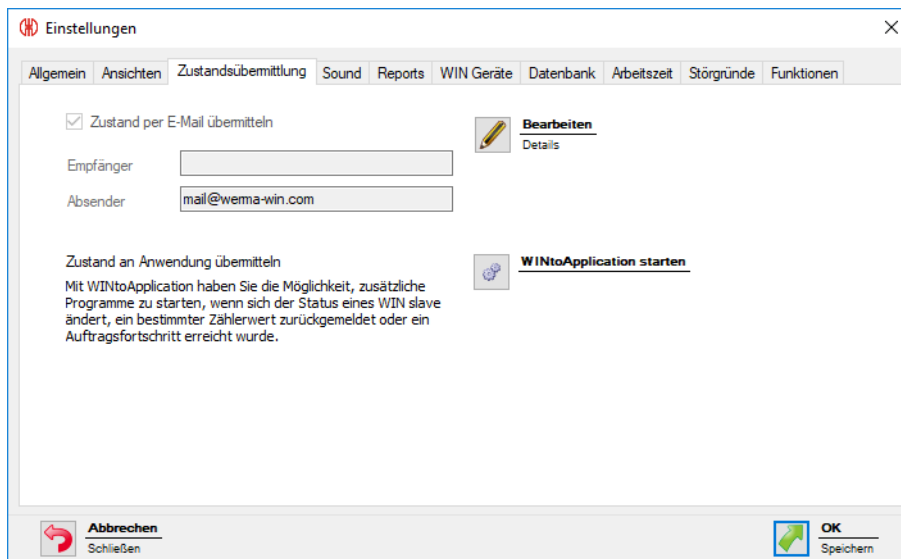 Einstellungen
Allgemein Ansichten Zustandsübermittlung Sound Reports WIN Geräte Datenbank Arbeitszeit Störgründe Funktionen
Zustand per E-Mail übermitteln
Bearbeiten
Details
Empfänger
Absender mail@werma-win.com
Zustand an Anwendung übermitteln
WINtoApplication starten
Mit WINtoApplication haben Sie die Möglichkeit, zusätzliche
Programme zu starten, wenn sich der Status eines WIN slave
ändert, ein bestimmter Zählerwert zurückgemeldet oder ein
Auftragsfortschritt erreicht wurde.
Abbrechen
Schließen
OK
Speichern